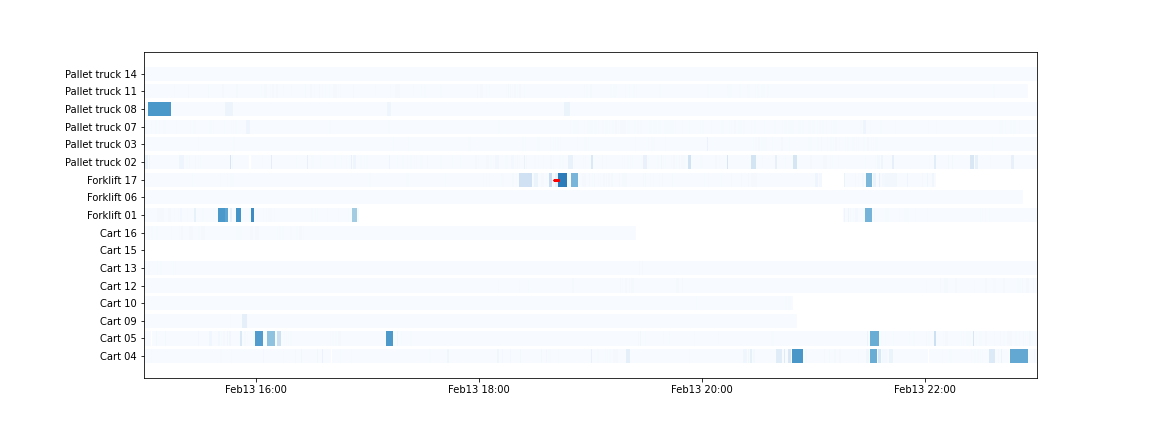 Pallet truck 14
Pallet truck 11
Pallet truck 08
Pallet truck 07
Pallet truck 03
Pallet truck 02
Forklift 17
Forklift 06
Forklift 01
Cart 16
Cart 15
Cart 13
Cart 12
Cart 10
Cart 09
Cart 05
Cart 04
Feb13 16:00 Feb13 18:00 Feb13 20:00 Feb13 22:00